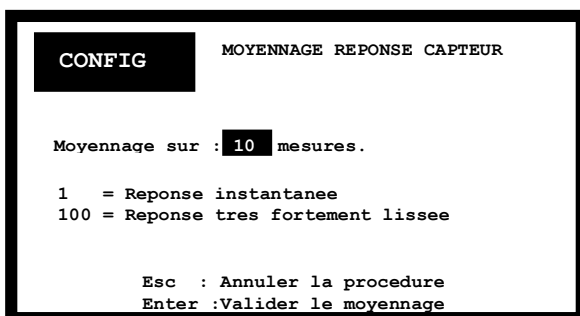 CONFIG
MOYENNAGE REPONSE CAPTEUR
Moyennage sur : 10 mesures.
1 = Reponse instantanee
100 = Reponse tres fortement lissee
Esc : Annuler la procedure
Enter :Valider le moyennage